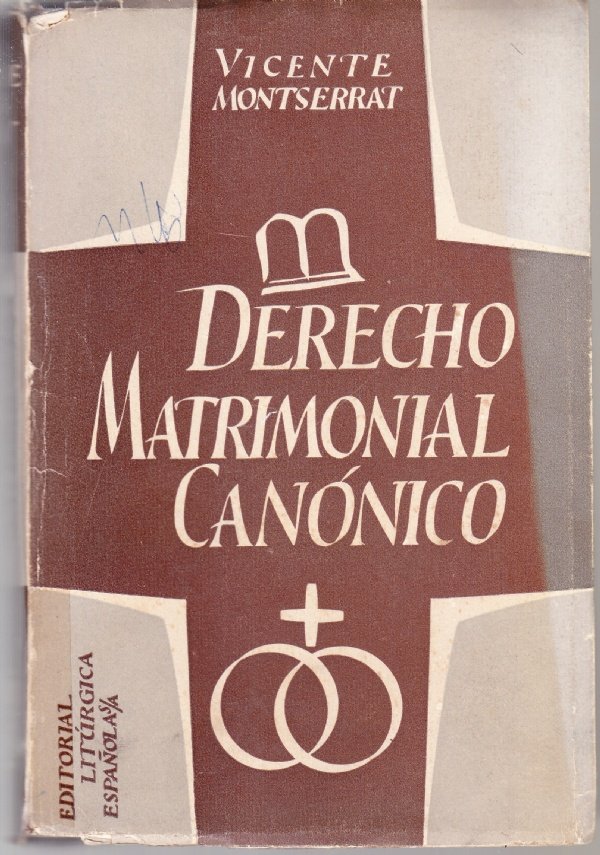 VICENTE
MONTSERRAT
DERECHO
MATRIMONIAL
CANÓNICO
EDITORIAL
LITÚRGICA
ESPAÑOLA S/A